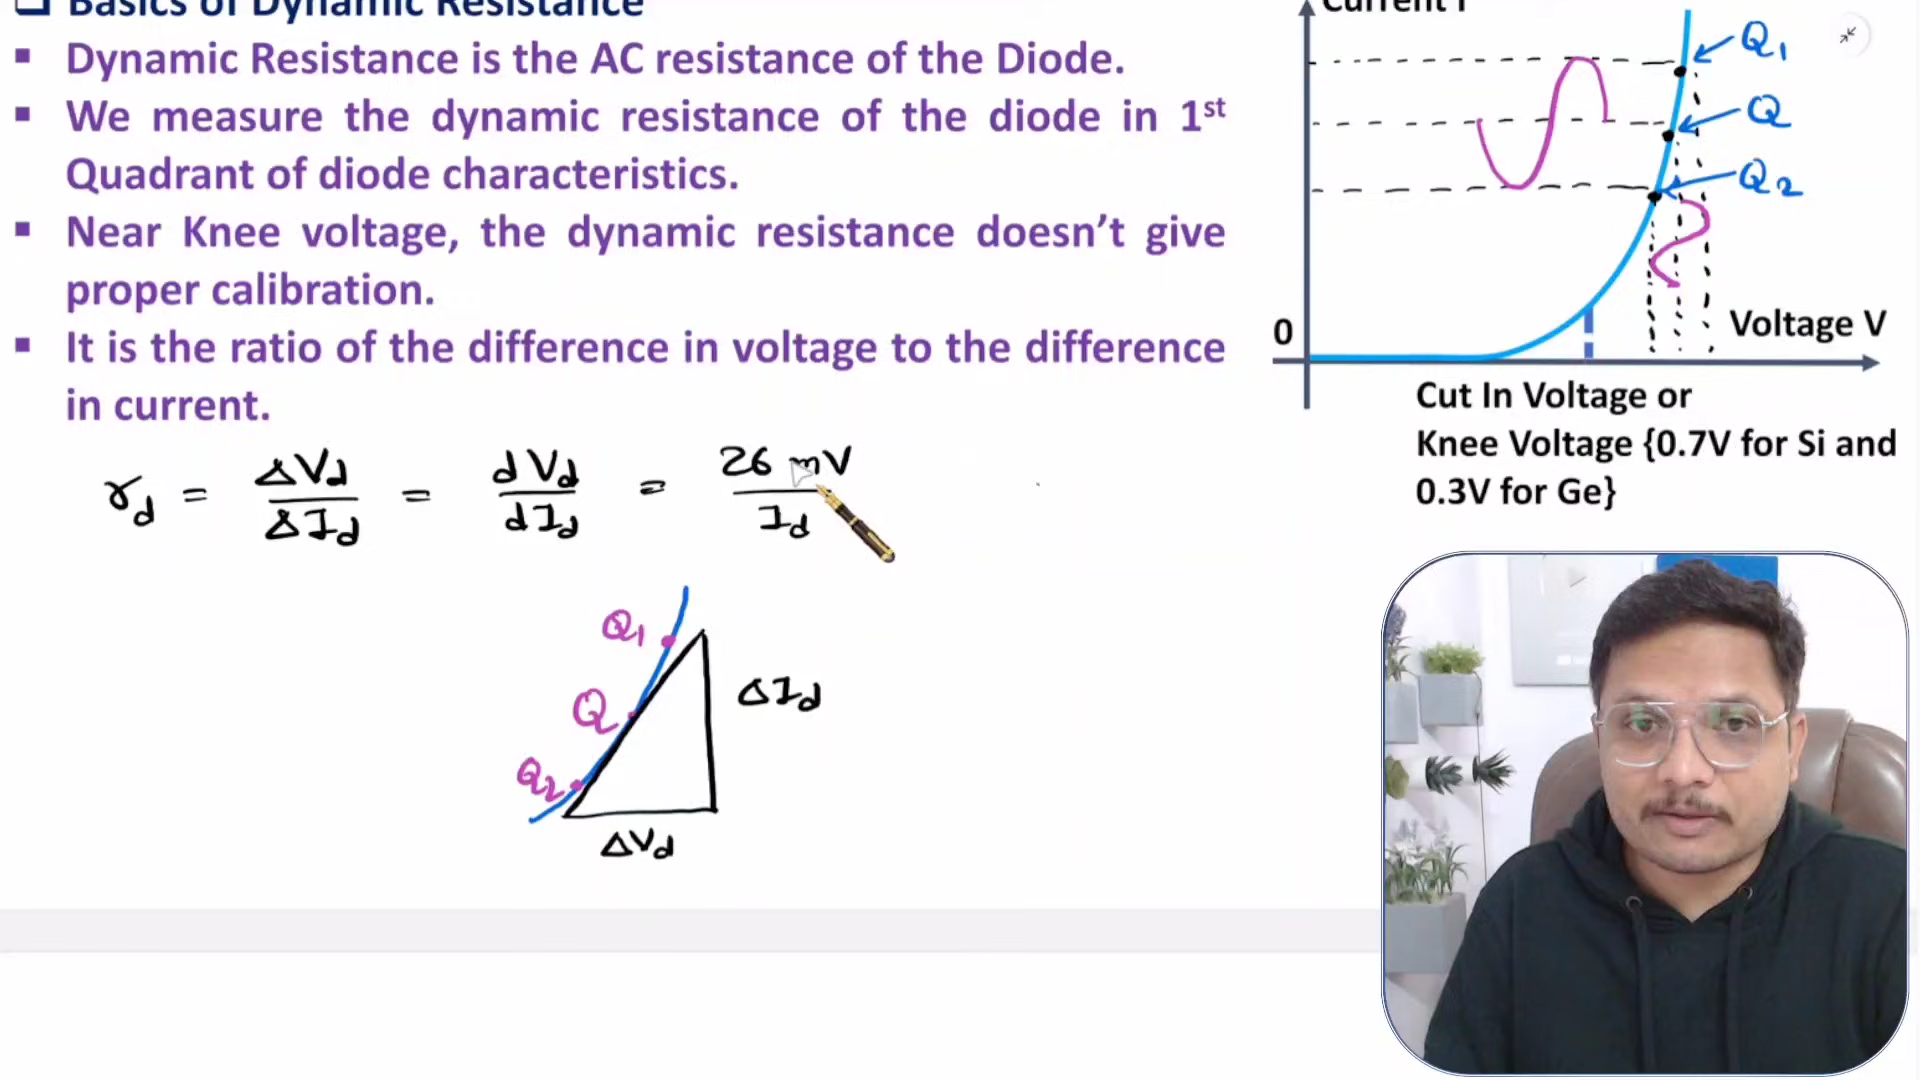 Basics of Dynamic Resistance
Dynamic Resistance is the AC resistance of the Diode.
We measure the dynamic resistance of the diode in 1st
Quadrant of diode characteristics.
Near Knee voltage, the dynamic resistance doesn't give
proper calibration.
It is the ratio of the difference in voltage to the difference
in current.
rd = ΔVd / ΔId = dVd / dId = 26 mV / Id
Q1
Q
Q2
ΔId
ΔVd
Current I
Q1
Q
Q2
0
Voltage V
Cut In Voltage or
Knee Voltage {0.7V for Si and
0.3V for Ge}